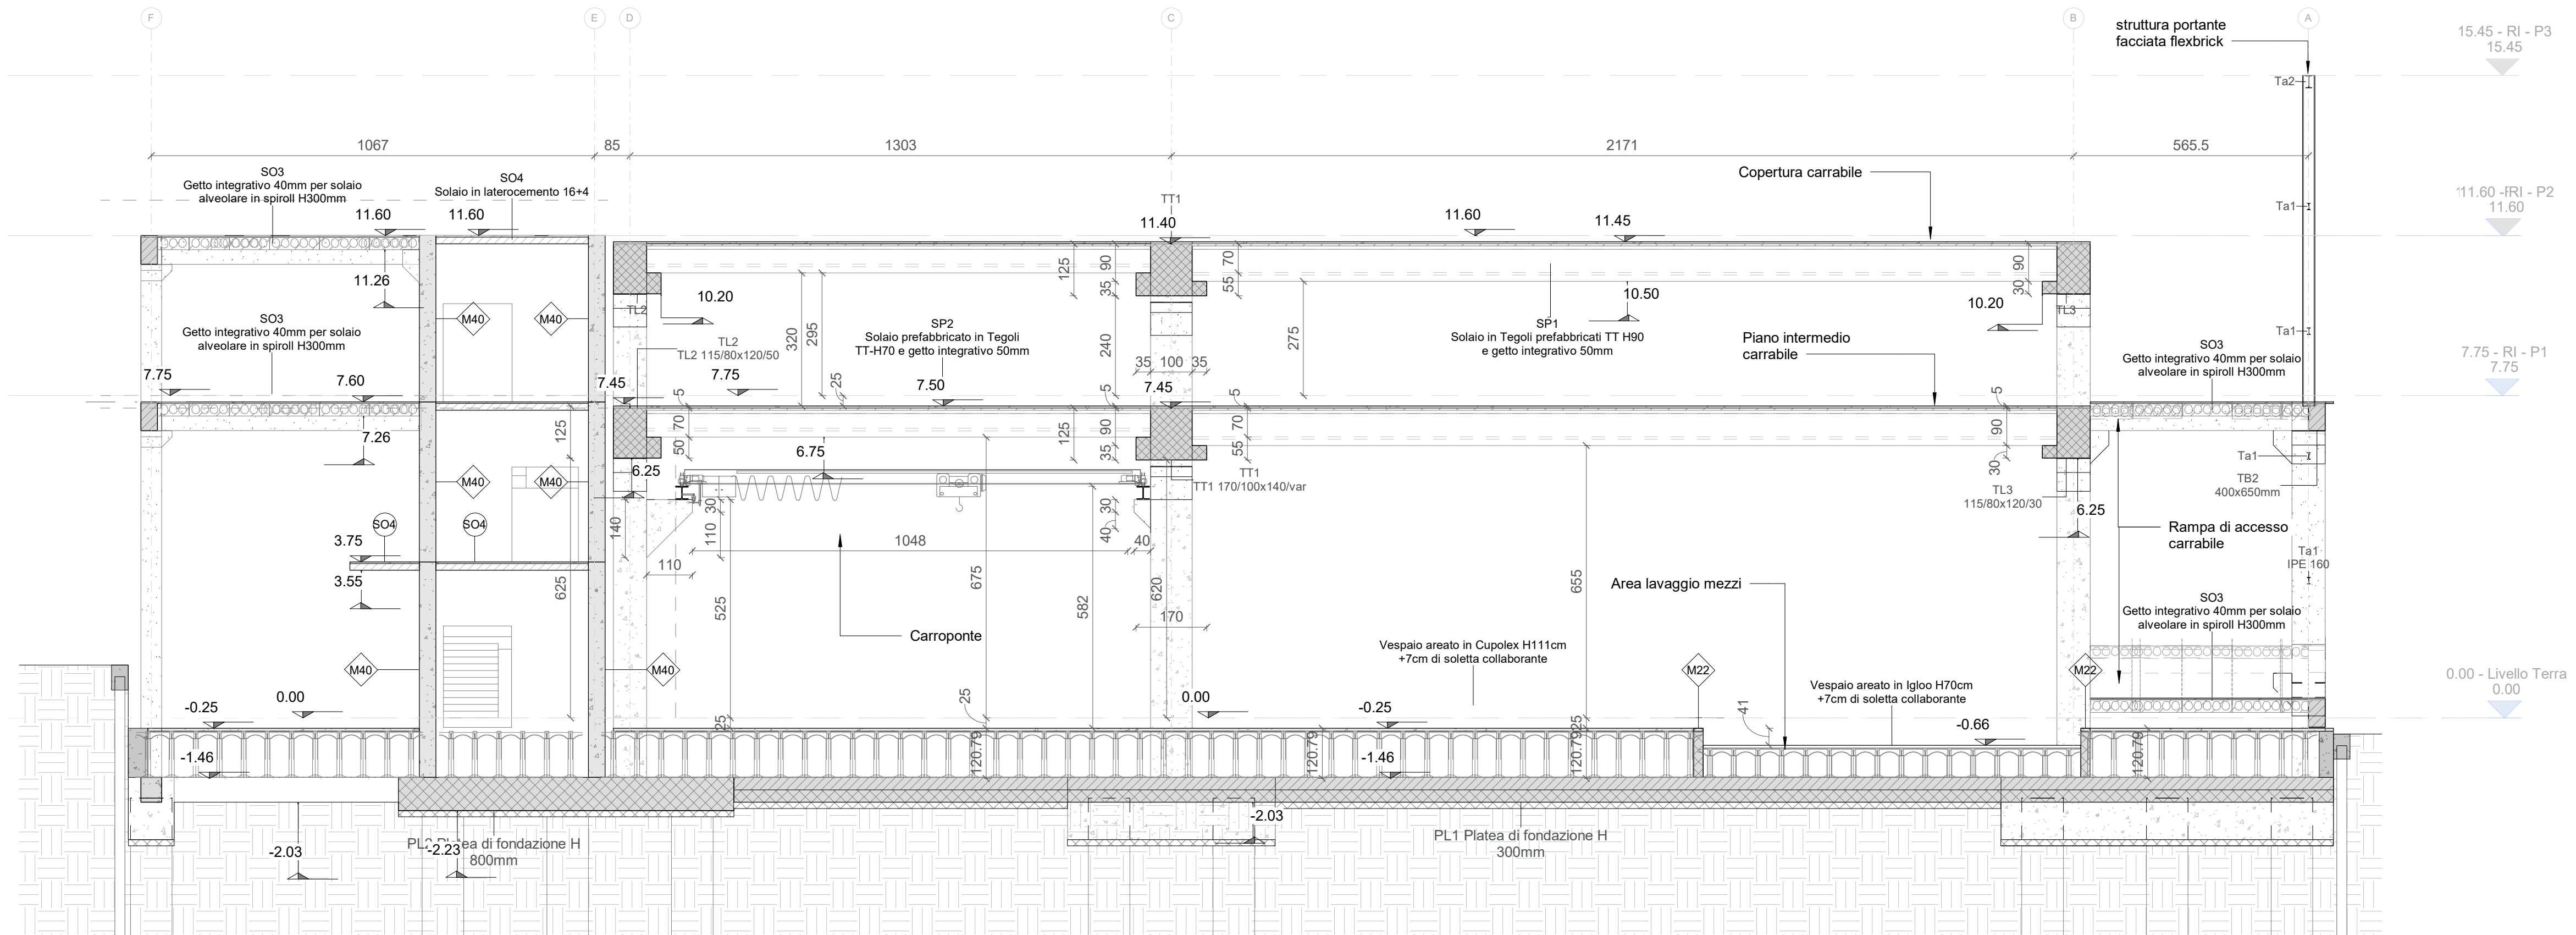 F
E
D
C
B
A
struttura portante
facciata flexbrick
15.45 - RI - P3
15.45
Ta2
1067
85
1303
2171
565.5
SO3
Getto integrativo 40mm per solaio
alveolare in spiroll H300mm
SO4
Solaio in laterocemento 16+4
Copertura carrabile
TT1
11.60 - RI - P2
11.60
Ta1
11.60
11.60
11.40
11.60
11.45
11.26
125
90
35
70
55
90
30
10.20
10.50
10.20
TL2
TL3
M40
M40
SO3
Getto integrativo 40mm per solaio
alveolare in spiroll H300mm
TL2
TL2 115/80x120/50
320
295
SP2
Solaio prefabbricato in Tegoli
TT-H70 e getto integrativo 50mm
240
275
SP1
Solaio in Tegoli prefabbricati TT H90
e getto integrativo 50mm
Piano intermedio
carrabile
Ta1
SO3
Getto integrativo 40mm per solaio
alveolare in spiroll H300mm
7.75 - RI - P1
7.75
35
100
35
7.75
7.60
7.45
7.75
25
7.50
7.45
5
5
5
5
7.26
125
70
50
125
90
35
70
55
90
30
6.75
6.25
M40
M40
TT1
TT1 170/100x140/var
TL3
115/80x120/30
Ta1
TB2
400x650mm
6.25
SO4
SO4
140
30
110
30
40
Rampa di accesso
carrabile
3.75
1048
40
Ta1
IPE 160
3.55
625
110
525
675
582
620
655
Area lavaggio mezzi
170
Carroponte
SO3
Getto integrativo 40mm per solaio
alveolare in spiroll H300mm
Vespaio areato in Cupolex H111cm
+7cm di soletta collaborante
M40
M40
M22
M22
Vespaio areato in Igloo H70cm
+7cm di soletta collaborante
0.00 - Livello Terra
0.00
-0.25
0.00
25
25
0.00
-0.25
41
-0.66
-1.46
120.79
120.79
25
120.79
-1.46
120.79
-2.03
PL1 Platea di fondazione H
300mm
-2.03
-2.23
ea di fondazione H
800mm